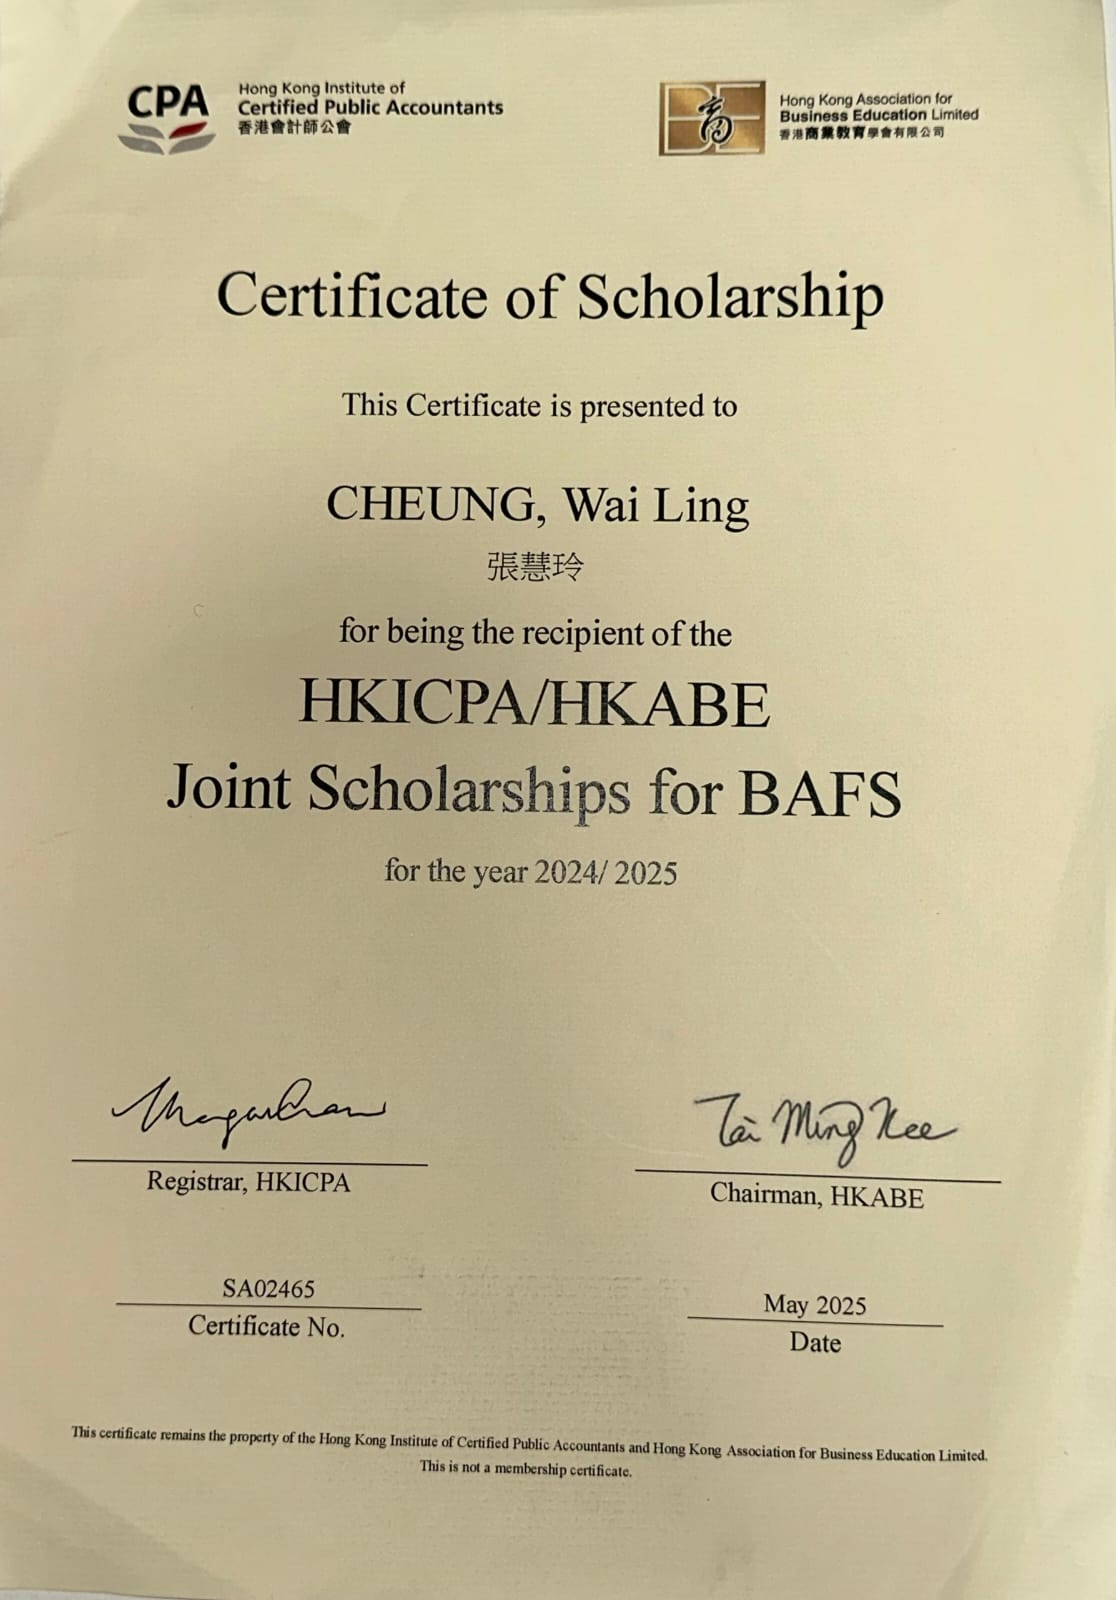 CPA
Hong Kong Institute of
Certified Public Accountants
香港會計師公會
商
Hong Kong Association for
Business Education Limited
香港商業教育學會有限公司
Certificate of Scholarship
This Certificate is presented to
CHEUNG, Wai Ling
張慧玲
for being the recipient of the
HKICPA/HKABE
Joint Scholarships for BAFS
for the year 2024/ 2025
Tai Ming Kee
Registrar, HKICPA
Chairman, HKABE
SA02465
Certificate No.
May 2025
Date
This certificate remains the property of the Hong Kong Institute of Certified Public Accountants and Hong Kong Association for Business Education Limited.
This is not a membership certificate.